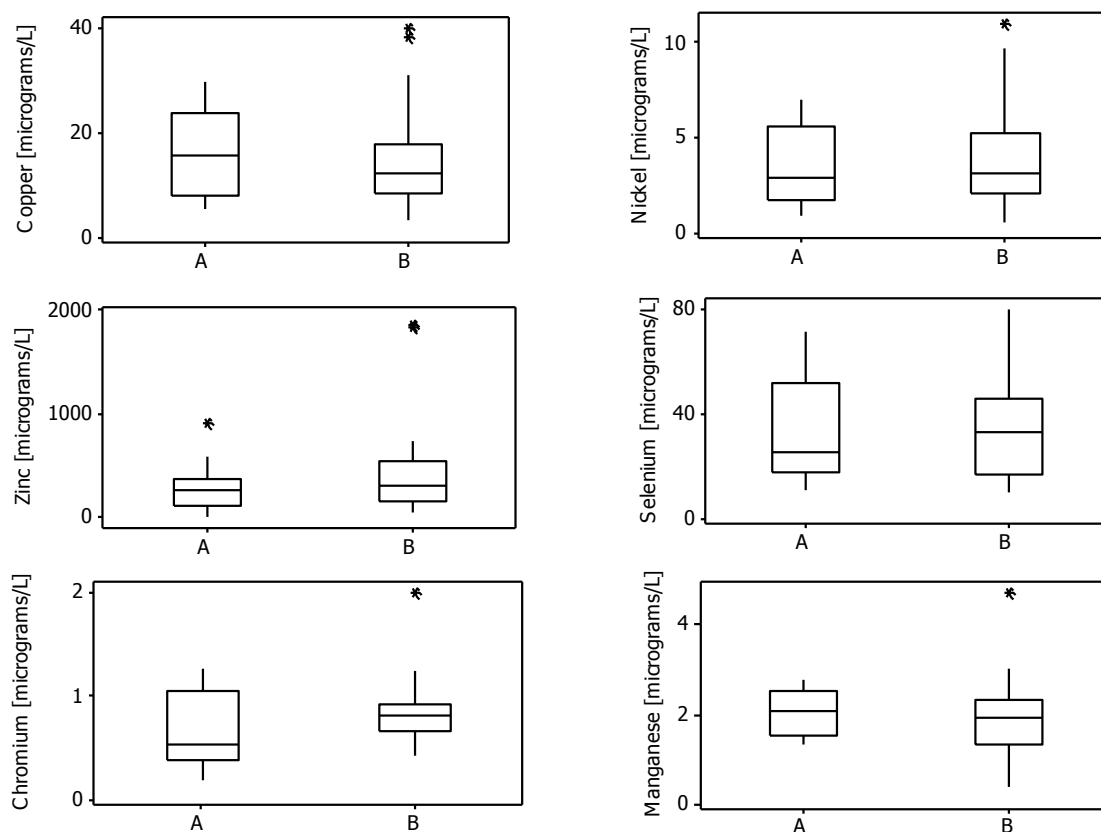 Copper [micrograms/L]
40
20
0
A
B
Nickel [micrograms/L]
10
5
0
A
B
Zinc [micrograms/L]
2000
1000
0
A
B
Selenium [micrograms/L]
80
40
0
A
B
Chromium [micrograms/L]
2
1
0
A
B
Manganese [micrograms/L]
4
2
0
A
B